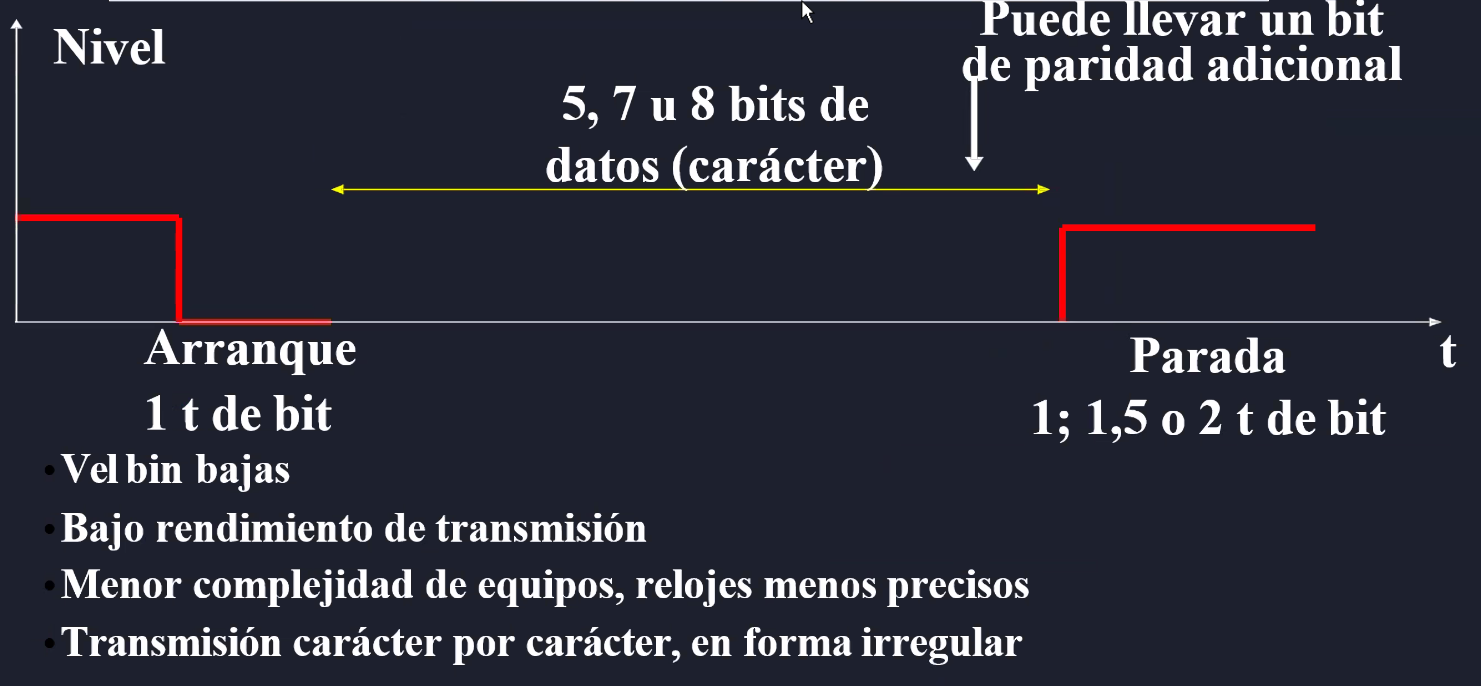 Nivel
Puede llevar un bit
de paridad adicional
5, 7 u 8 bits de
datos (carácter)
Arranque
1 t de bit
Parada
1; 1,5 o 2 t de bit
t
• Vel bin bajas
• Bajo rendimiento de transmisión
• Menor complejidad de equipos, relojes menos precisos
• Transmisión carácter por carácter, en forma irregular